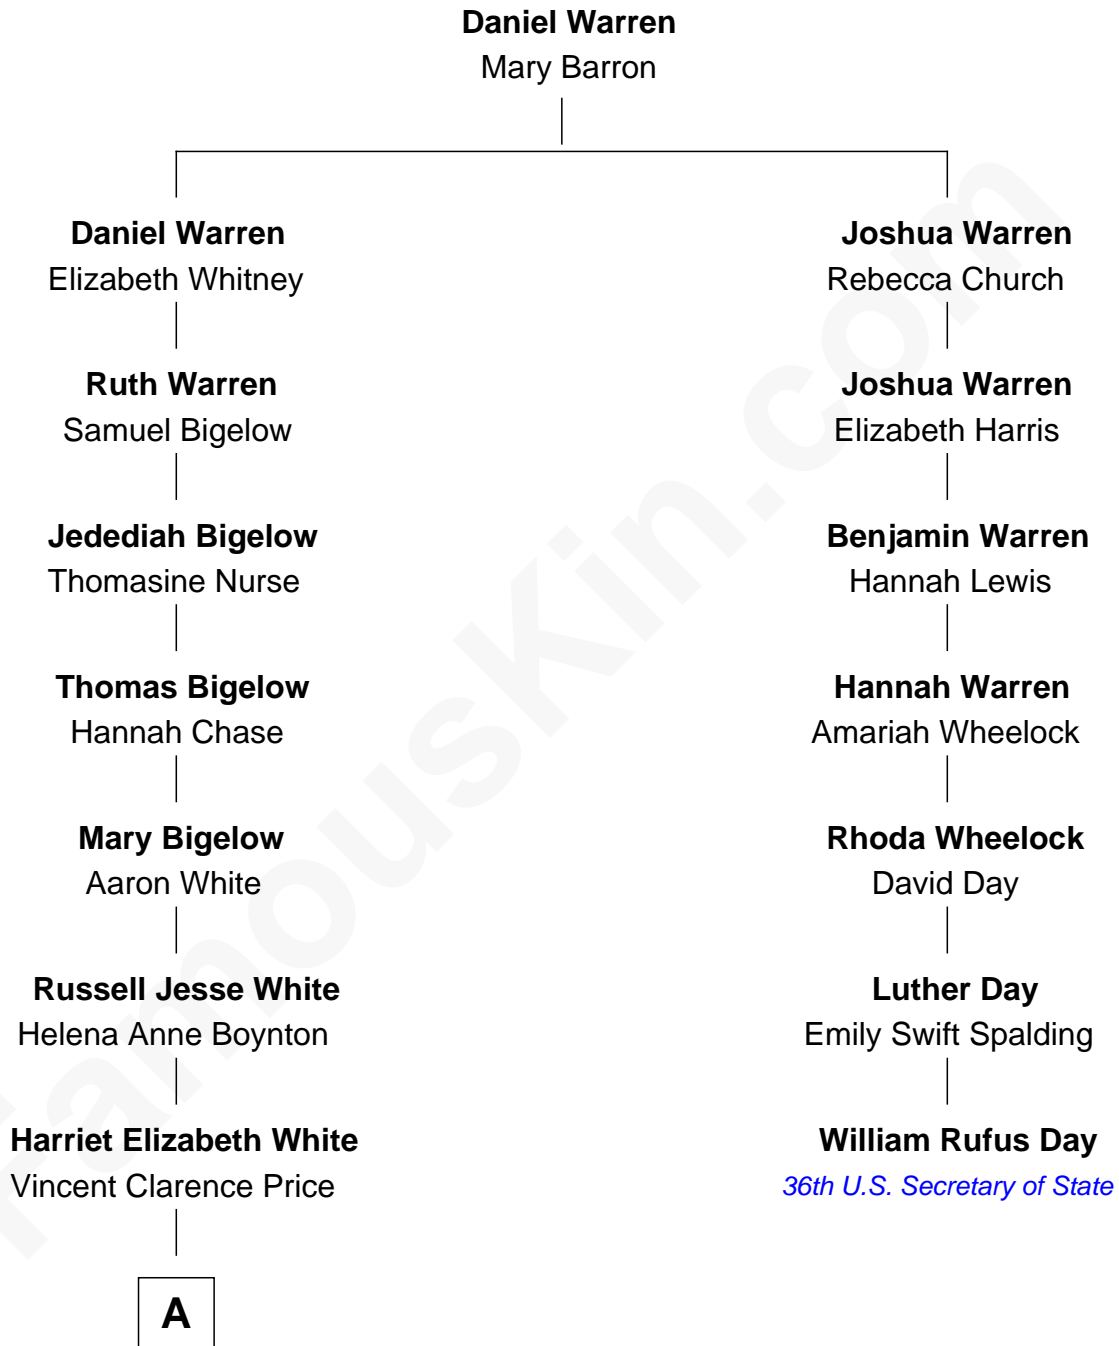 Daniel Warren
Mary Barron
Daniel Warren
Elizabeth Whitney
Joshua Warren
Rebecca Church
Ruth Warren
Samuel Bigelow
Joshua Warren
Elizabeth Harris
Jedediah Bigelow
Thomasine Nurse
Benjamin Warren
Hannah Lewis
Thomas Bigelow
Hannah Chase
Hannah Warren
Amariah Wheelock
Mary Bigelow
Aaron White
Rhoda Wheelock
David Day
Russell Jesse White
Helena Anne Boynton
Luther Day
Emily Swift Spalding
Harriet Elizabeth White
Vincent Clarence Price
William Rufus Day
36th U.S. Secretary of State
A
FamousKin.com